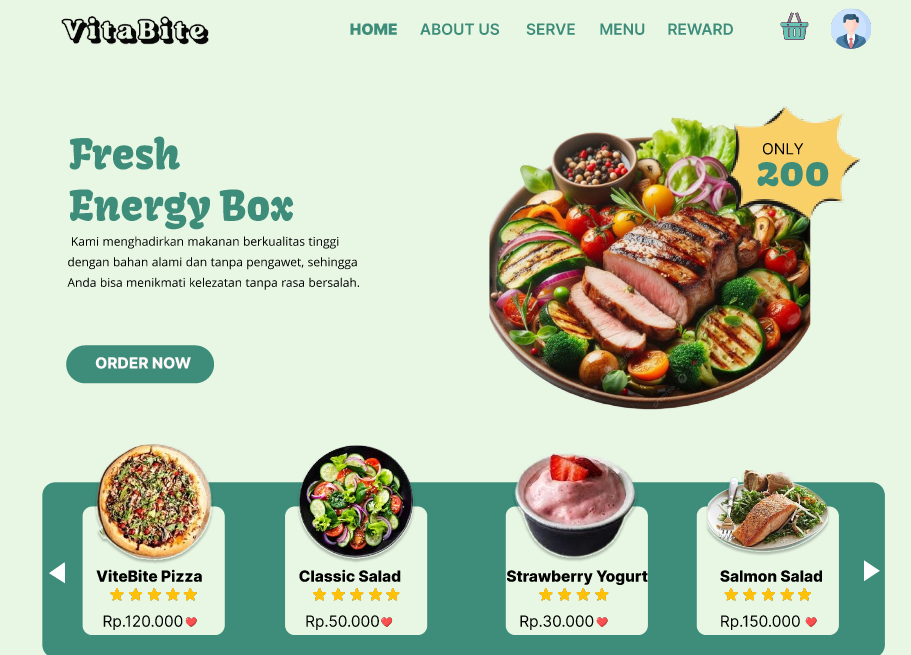 VitaBite
HOME ABOUT US SERVE MENU REWARD
Fresh
Energy Box
Kami menghadirkan makanan berkualitas tinggi
dengan bahan alami dan tanpa pengawet, sehingga
Anda bisa menikmati kelezatan tanpa rasa bersalah.
ORDER NOW
ONLY
200
ViteBite Pizza
Rp.120.000
Classic Salad
Rp.50.000
Strawberry Yogurt
Rp.30.000
Salmon Salad
Rp.150.000